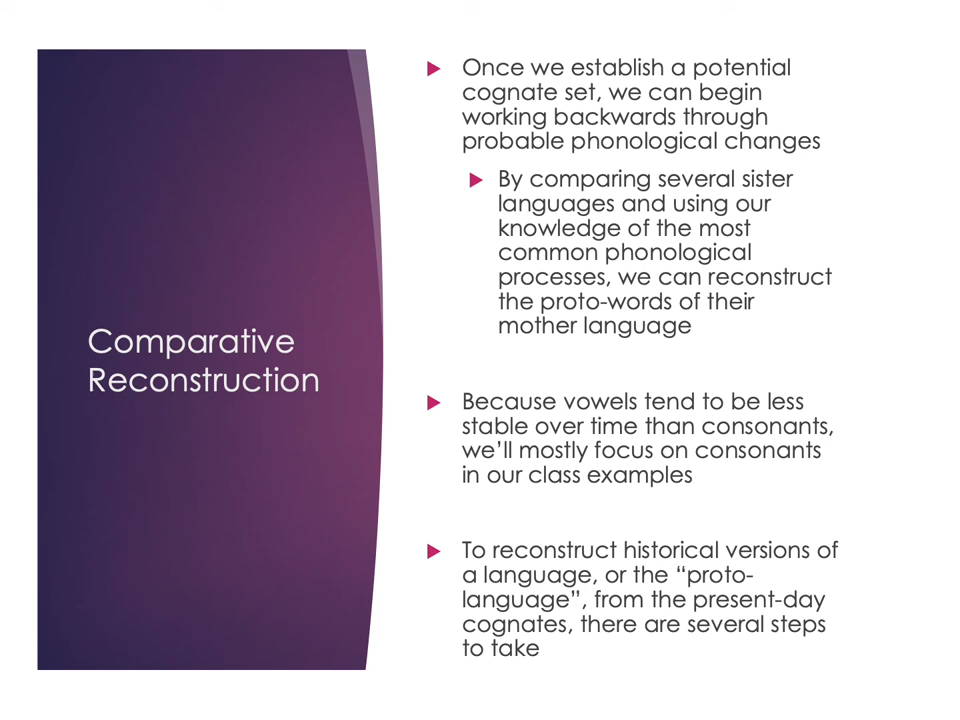 Comparative
Reconstruction
Once we establish a potential
cognate set, we can begin
working backwards through
probable phonological changes
By comparing several sister
languages and using our
knowledge of the most
common phonological
processes, we can reconstruct
the proto-words of their
mother language
Because vowels tend to be less
stable over time than consonants,
we’ll mostly focus on consonants
in our class examples
To reconstruct historical versions of
a language, or the “proto-
language”, from the present-day
cognates, there are several steps
to take